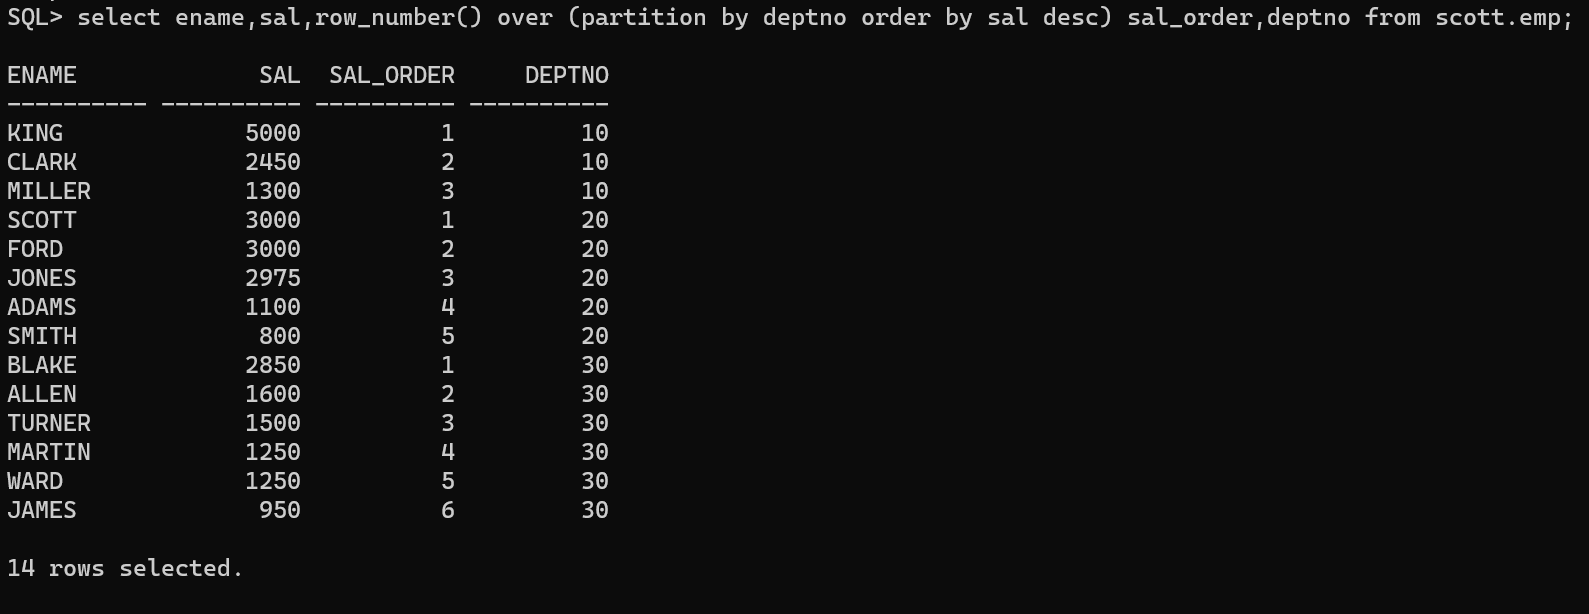 SQL> select ename,sal,row_number() over (partition by deptno order by sal desc) sal_order,deptno from scott.emp;
ENAME             SAL  SAL_ORDER     DEPTNO
---------- ---------- ---------- ----------
KING             5000          1         10
CLARK            2450          2         10
MILLER           1300          3         10
SCOTT            3000          1         20
FORD             3000          2         20
JONES            2975          3         20
ADAMS            1100          4         20
SMITH             800          5         20
BLAKE            2850          1         30
ALLEN            1600          2         30
TURNER           1500          3         30
MARTIN           1250          4         30
WARD             1250          5         30
JAMES             950          6         30
14 rows selected.